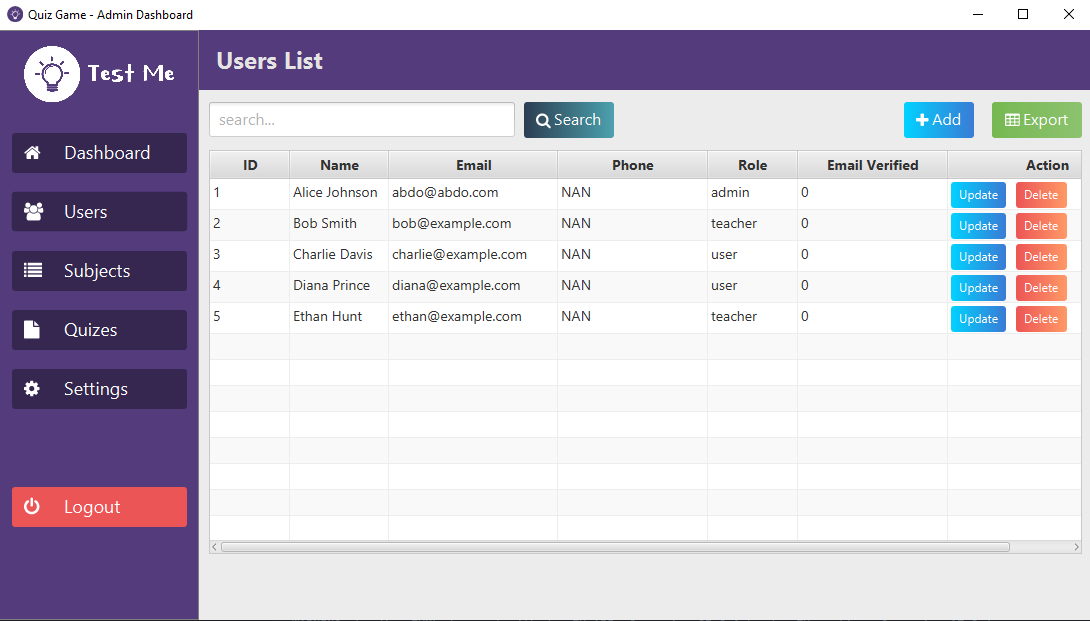 Quiz Game - Admin Dashboard
Test Me
Dashboard
Users
Subjects
Quizes
Settings
Logout
Users List
search...
Search
Add
Export
ID Name Email Phone Role Email Verified Action
1 Alice Johnson abdo@abdo.com NAN admin 0 Update Delete
2 Bob Smith bob@example.com NAN teacher 0 Update Delete
3 Charlie Davis charlie@example.com NAN user 0 Update Delete
4 Diana Prince diana@example.com NAN user 0 Update Delete
5 Ethan Hunt ethan@example.com NAN teacher 0 Update Delete